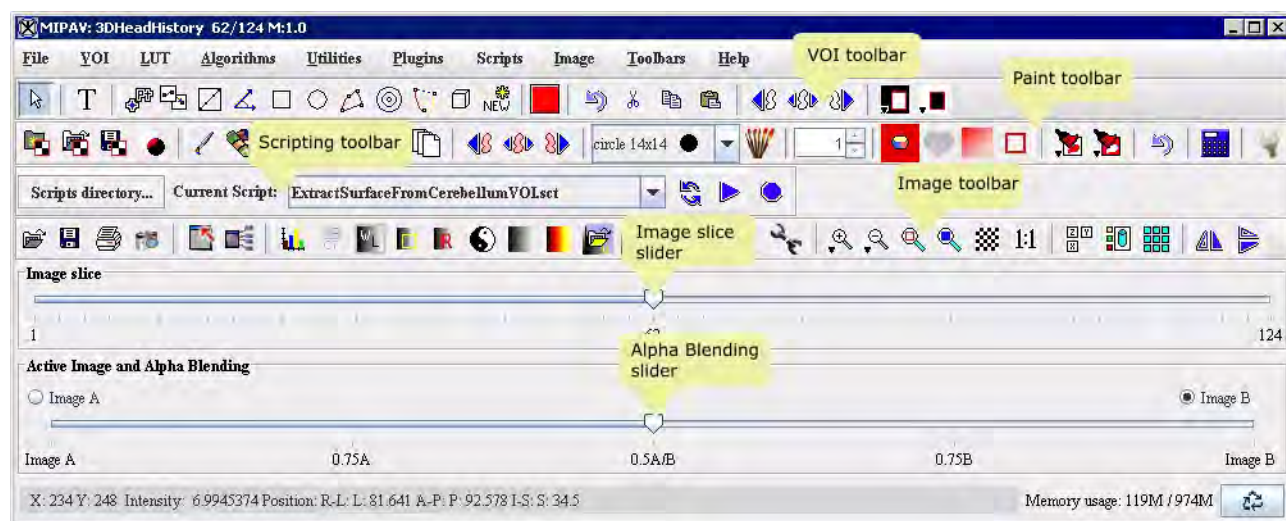 MIPAV: 3DHeadHistory 62/124 M:1.0
File VOI LUT Algorithms Utilities Plugins Scripts Image Toolbars Help
VOI toolbar
Paint toolbar
T
NEW
Scripting toolbar
circle 14x14
1
Scripts directory...
Current Script:
ExtractSurfaceFromCerebellumVOI.sct
Image toolbar
WL
R
Image slice
slider
1:1
Image slice
1
62
124
Alpha Blending
slider
Active Image and Alpha Blending
Image A
Image B
Image A 0.75A 0.5A/B 0.75B Image B
X: 234 Y: 248 Intensity: 6.9945374 Position: R-L: L: 81.641 A-P: P: 92.578 I-S: S: 34.5
Memory usage: 119M / 974M